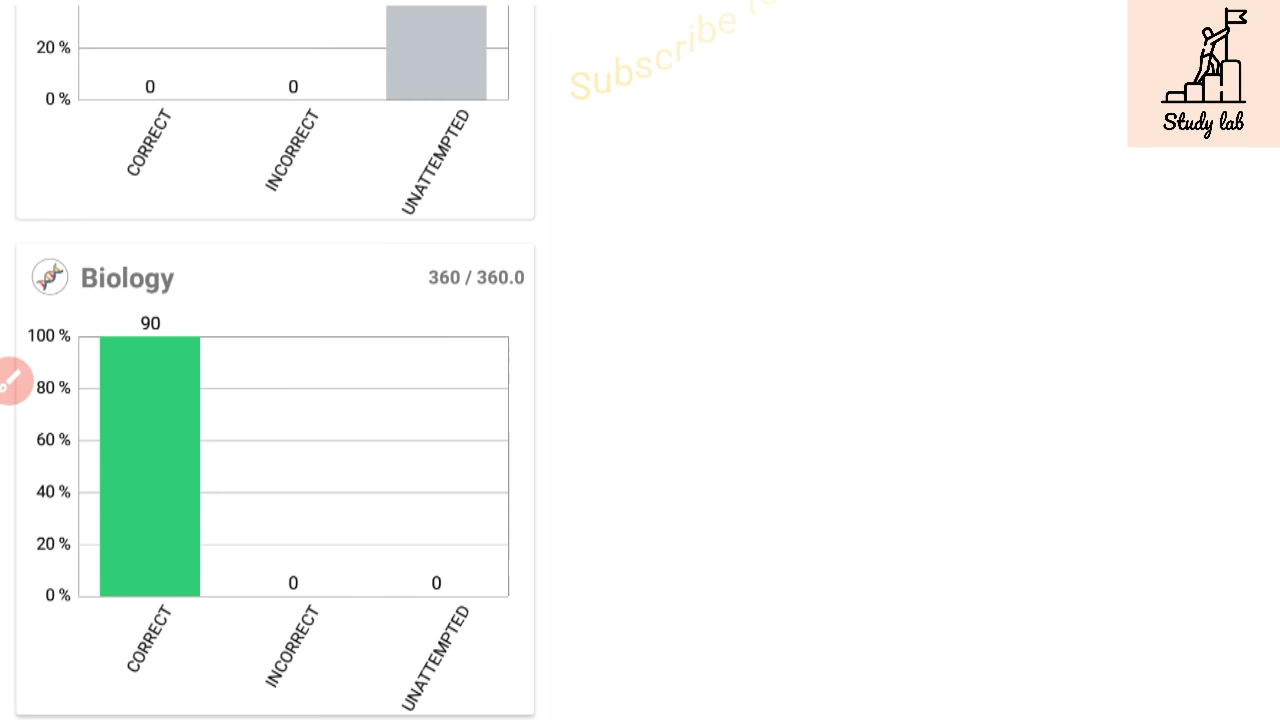 20 %
0
0
0 %
CORRECT
INCORRECT
UNATTEMPTED
Subscribe
Study lab
Biology
360 / 360.0
90
100 %
80 %
60 %
40 %
20 %
0
0
0 %
CORRECT
INCORRECT
UNATTEMPTED